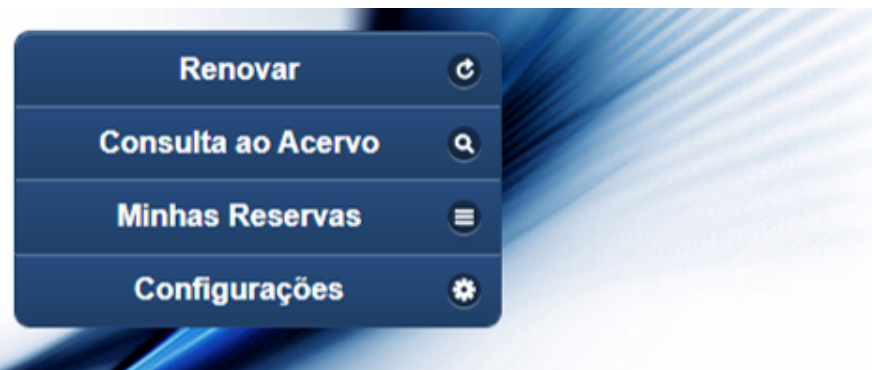 Renovar
Consulta ao Acervo
Minhas Reservas
Configurações